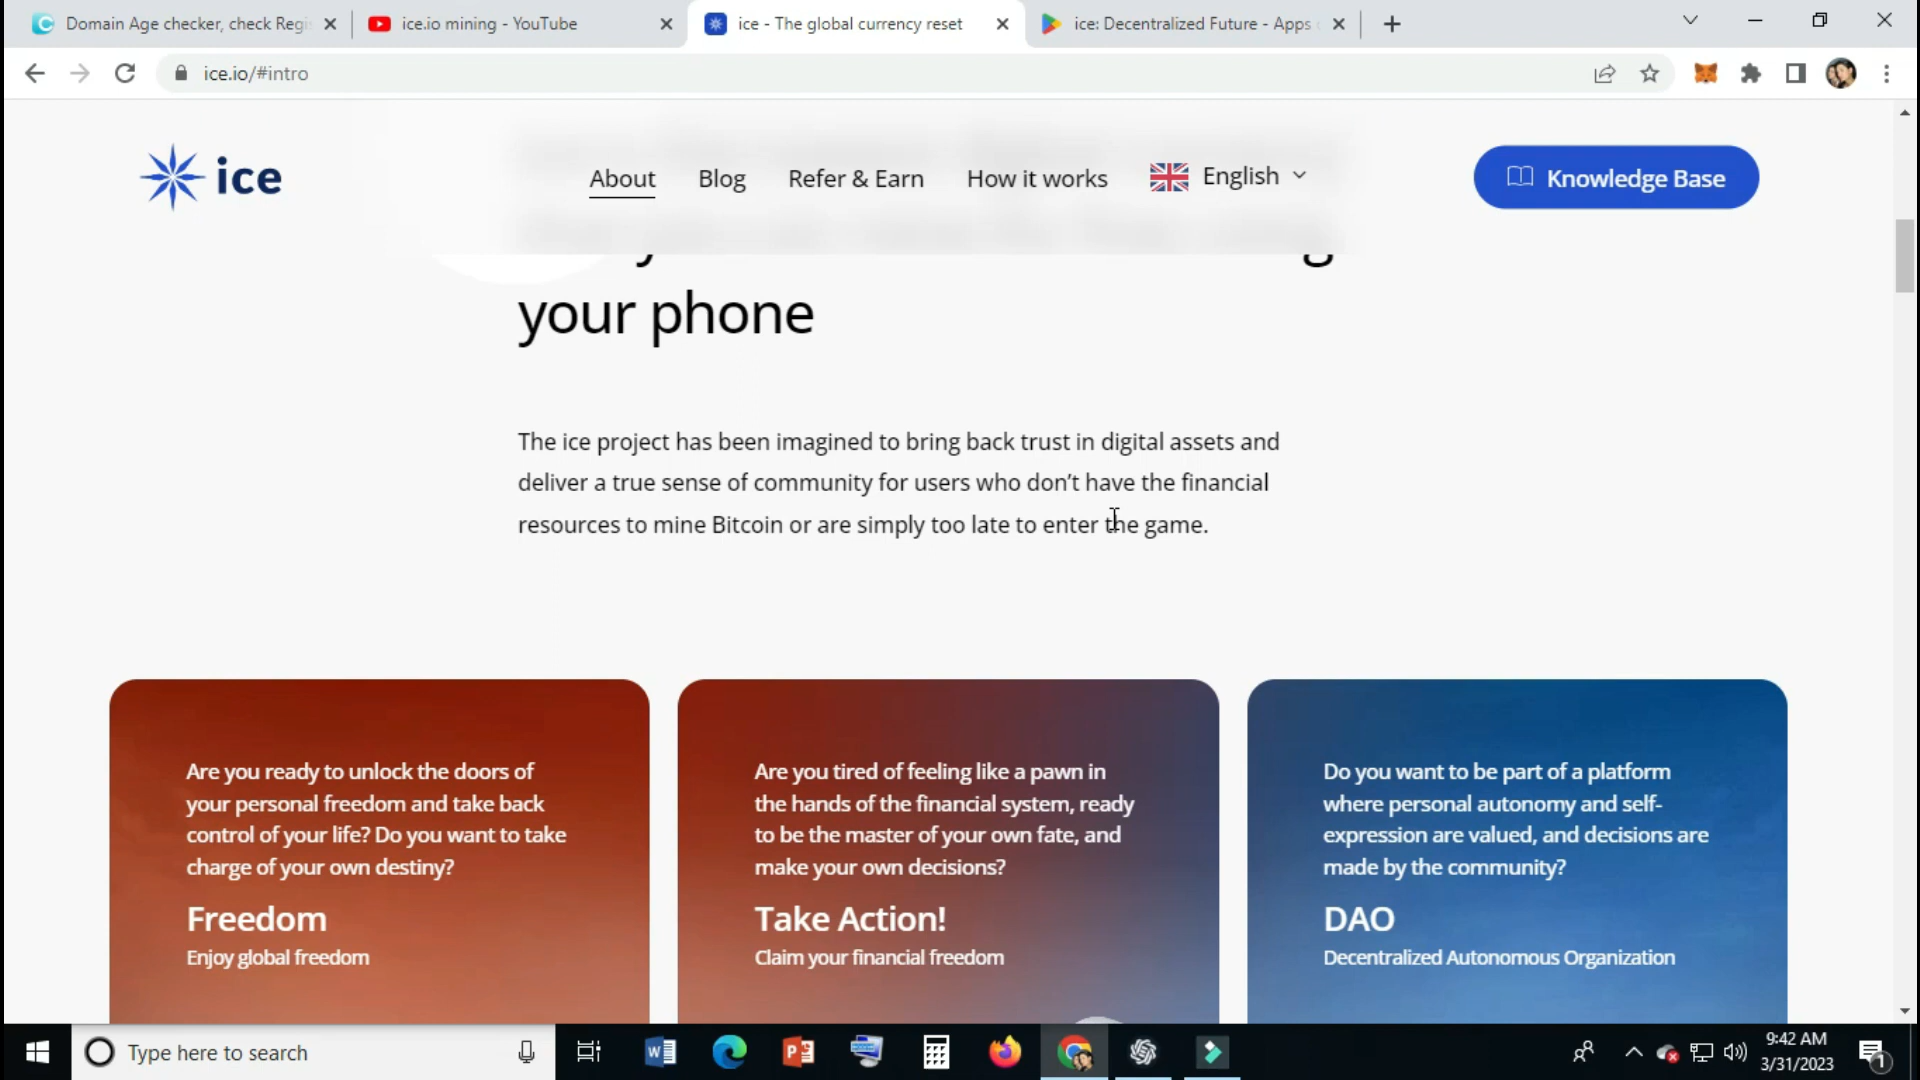 Domain Age checker, check Regi
ice.io mining - YouTube
ice - The global currency reset
ice: Decentralized Future - Apps
ice.io/#intro
ice
About
Blog
Refer & Earn
How it works
English
Knowledge Base
your phone
The ice project has been imagined to bring back trust in digital assets and
deliver a true sense of community for users who don't have the financial
resources to mine Bitcoin or are simply too late to enter the game.
Are you ready to unlock the doors of
your personal freedom and take back
control of your life? Do you want to take
charge of your own destiny?
Freedom
Enjoy global freedom
Are you tired of feeling like a pawn in
the hands of the financial system, ready
to be the master of your own fate, and
make your own decisions?
Take Action!
Claim your financial freedom
Do you want to be part of a platform
where personal autonomy and self-
expression are valued, and decisions are
made by the community?
DAO
Decentralized Autonomous Organization
Type here to search
9:42 AM
3/31/2023
1